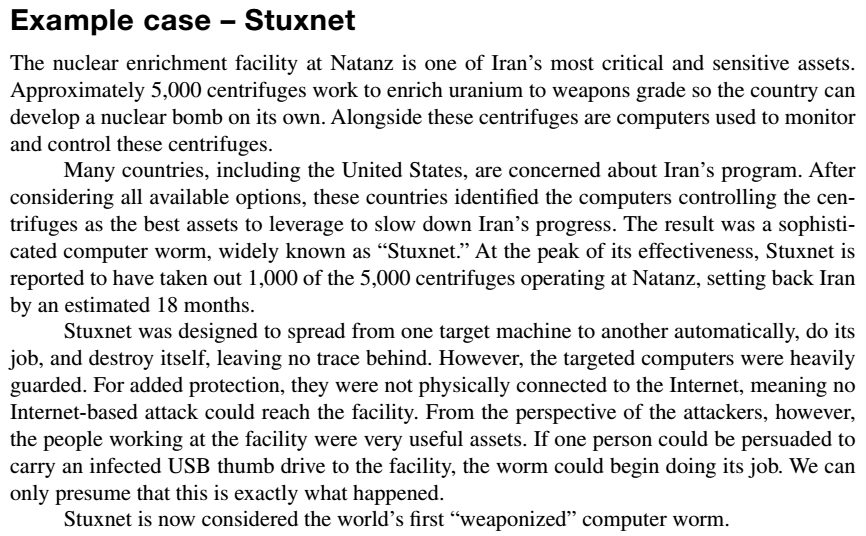 Example case – Stuxnet
The nuclear enrichment facility at Natanz is one of Iran's most critical and sensitive assets.
Approximately 5,000 centrifuges work to enrich uranium to weapons grade so the country can
develop a nuclear bomb on its own. Alongside these centrifuges are computers used to monitor
and control these centrifuges.
Many countries, including the United States, are concerned about Iran's program. After
considering all available options, these countries identified the computers controlling the cen-
trifuges as the best assets to leverage to slow down Iran's progress. The result was a sophisti-
cated computer worm, widely known as “Stuxnet.” At the peak of its effectiveness, Stuxnet is
reported to have taken out 1,000 of the 5,000 centrifuges operating at Natanz, setting back Iran
by an estimated 18 months.
Stuxnet was designed to spread from one target machine to another automatically, do its
job, and destroy itself, leaving no trace behind. However, the targeted computers were heavily
guarded. For added protection, they were not physically connected to the Internet, meaning no
Internet-based attack could reach the facility. From the perspective of the attackers, however,
the people working at the facility were very useful assets. If one person could be persuaded to
carry an infected USB thumb drive to the facility, the worm could begin doing its job. We can
only presume that this is exactly what happened.
Stuxnet is now considered the world's first “weaponized” computer worm.